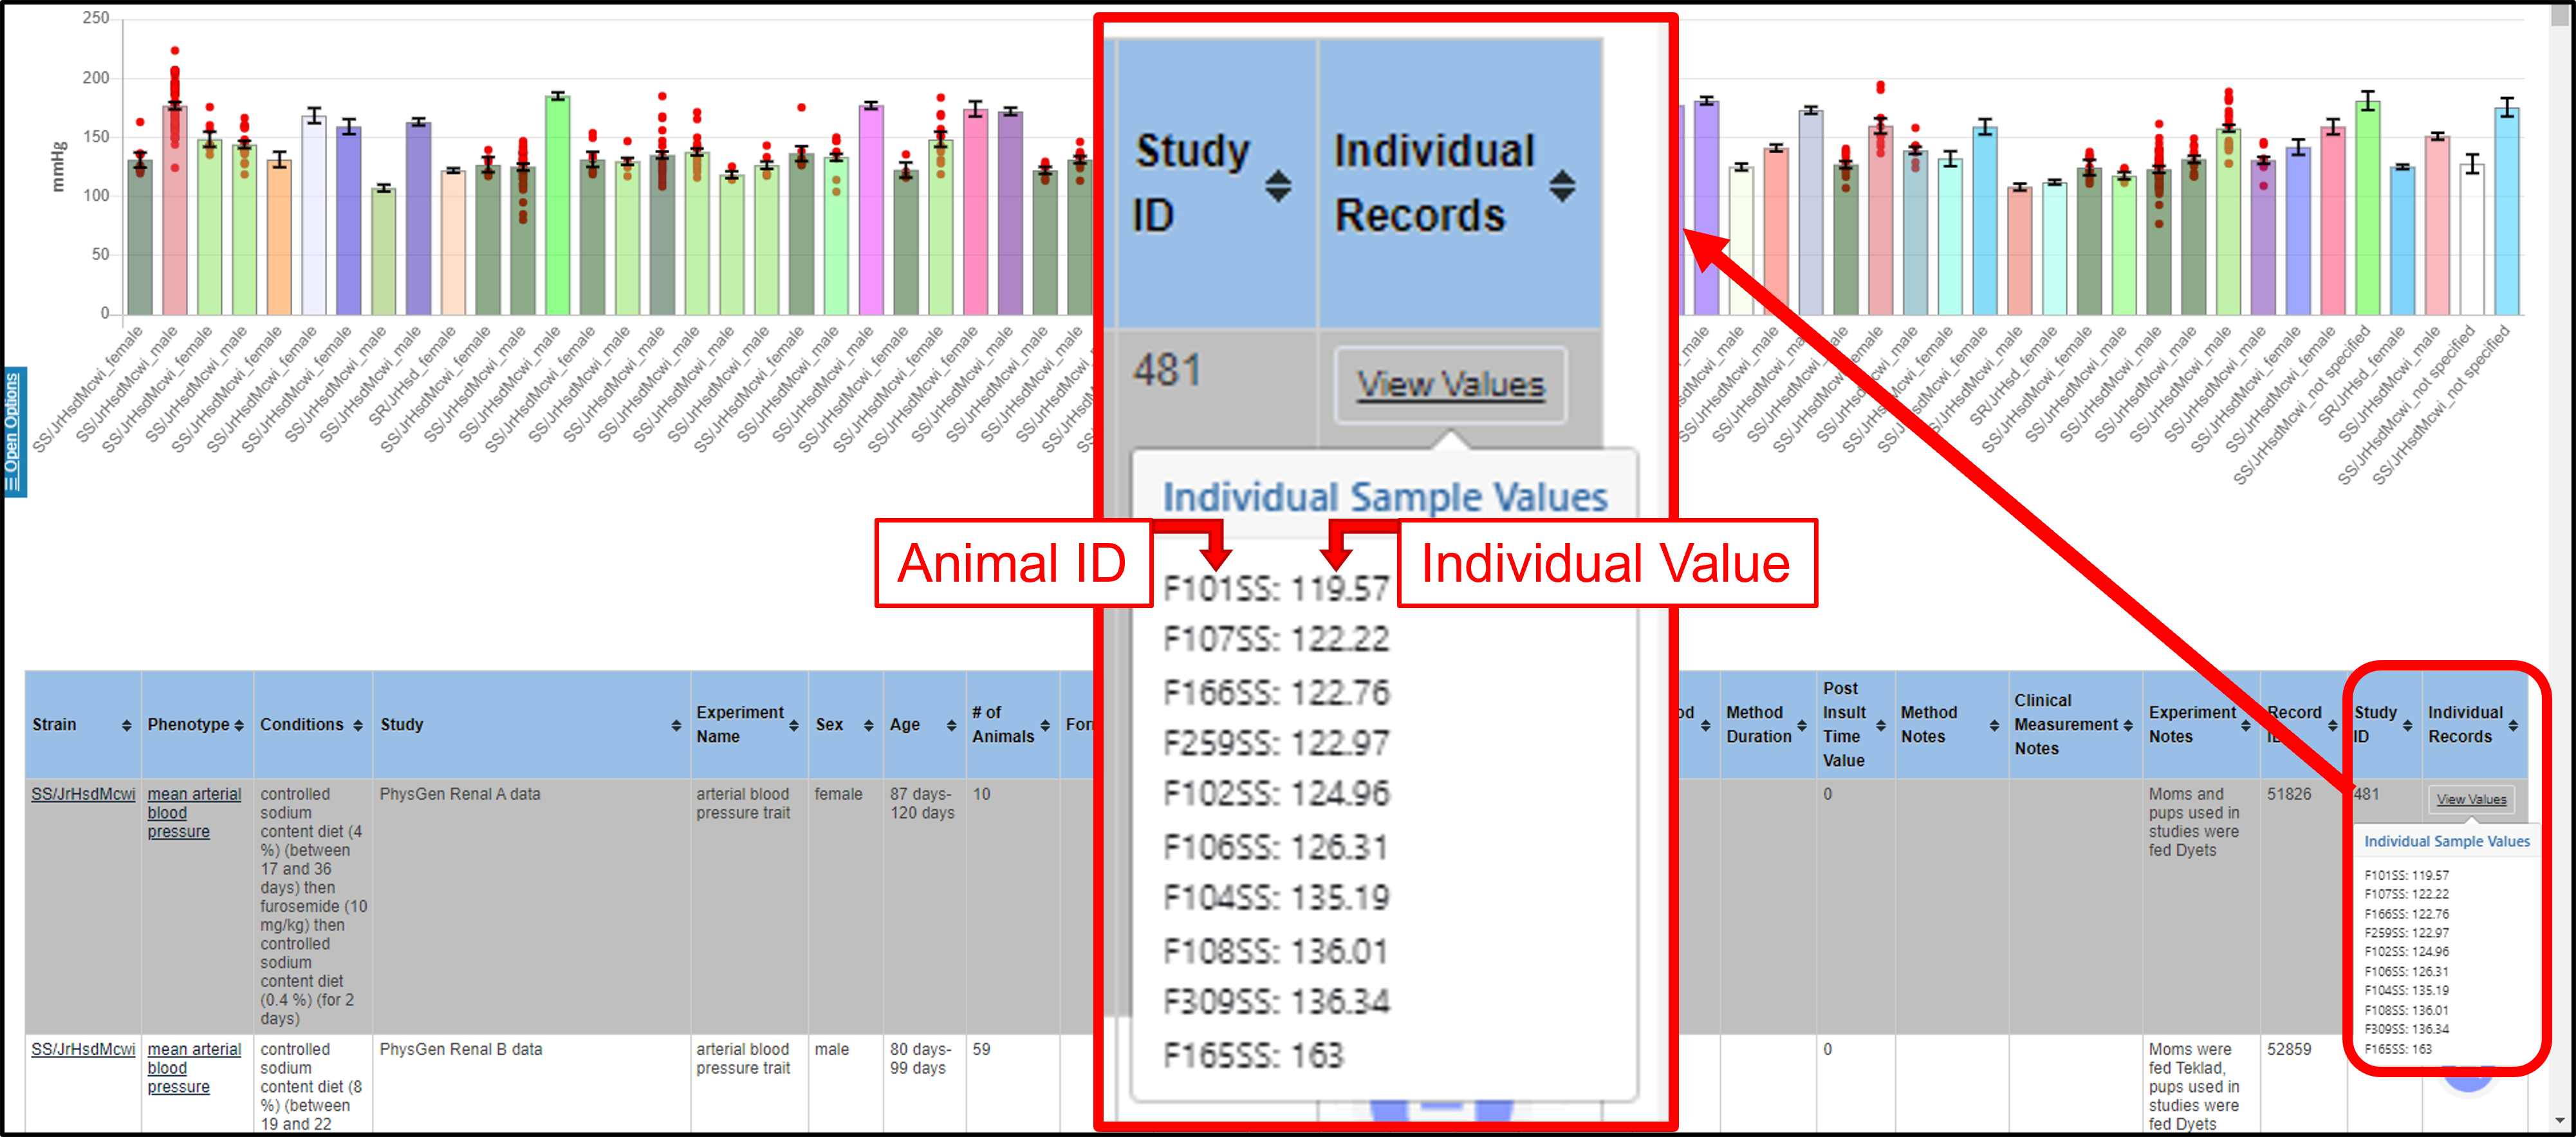 250
200
150
100
50
0
mmHg
SS/JrHsdMcwi_female
SS/JrHsdMcwi_male
SS/JrHsdMcwi_female
SS/JrHsdMcwi_male
SS/JrHsdMcwi_female
SS/JrHsdMcwi_female
SS/JrHsdMcwi_female
SS/JrHsdMcwi_male
SS/JrHsdMcwi_male
SR/JrHsd_female
SS/JrHsdMcwi_female
SS/JrHsdMcwi_male
SS/JrHsdMcwi_male
SS/JrHsdMcwi_female
SS/JrHsdMcwi_male
SS/JrHsdMcwi_male
SS/JrHsdMcwi_male
SS/JrHsdMcwi_male
SS/JrHsdMcwi_male
SS/JrHsdMcwi_female
SS/JrHsdMcwi_male
SS/JrHsdMcwi_male
SS/JrHsdMcwi_female
SS/JrHsdMcwi_female
SS/JrHsdMcwi_female
SS/JrHsdMcwi_male
☰ Open Options
Study
ID
Individual
Records
481
View Values
Individual Sample Values
Animal ID
Individual Value
F101SS: 119.57
F107SS: 122.22
F166SS: 122.76
F259SS: 122.97
F102SS: 124.96
F106SS: 126.31
F104SS: 135.19
F108SS: 136.01
F309SS: 136.34
F165SS: 163
SS/JrHsdMcwi_male
SS/JrHsdMcwi_male
SS/JrHsdMcwi_male
SS/JrHsdMcwi_male
SS/JrHsdMcwi_female
SS/JrHsdMcwi_female
SS/JrHsdMcwi_male
SR/JrHsd_female
SS/JrHsdMcwi_female
SS/JrHsdMcwi_male
SS/JrHsdMcwi_male
SS/JrHsdMcwi_male
SS/JrHsdMcwi_male
SS/JrHsdMcwi_male
SS/JrHsdMcwi_female
SS/JrHsdMcwi_female
SS/JrHsdMcwi_not specified
SR/JrHsd_female
SS/JrHsdMcwi_male
SS/JrHsdMcwi_not specified
SS/JrHsdMcwi_not specified
Strain
Phenotype
Conditions
Study
Experiment
Name
Sex
Age
# of
Animals
Method
Duration
Post
Insult
Time
Value
Method
Notes
Clinical
Measurement
Notes
Experiment
Notes
Record
Study
ID
Individual
Records
SS/JrHsdMcwi
mean arterial
blood
pressure
controlled
sodium
content diet (4
%) (between
17 and 36
days) then
furosemide (10
mg/kg) then
controlled
sodium
content diet
(0.4 %) (for 2
days)
PhysGen Renal A data
arterial blood
pressure trait
female
87 days-
120 days
10
0
Moms and
pups used in
studies were
fed Dyets
51826
481
View Values
Individual Sample Values
F101SS: 119.57
F107SS: 122.22
F166SS: 122.76
F259SS: 122.97
F102SS: 124.96
F106SS: 126.31
F104SS: 135.19
F108SS: 136.01
F309SS: 136.34
F165SS: 163
SS/JrHsdMcwi
mean arterial
blood
pressure
controlled
sodium
content diet (8
%) (between
19 and 22
PhysGen Renal B data
arterial blood
pressure trait
male
80 days-
99 days
59
0
Moms were
fed Teklad,
pups used in
studies were
fed Dyets
52859